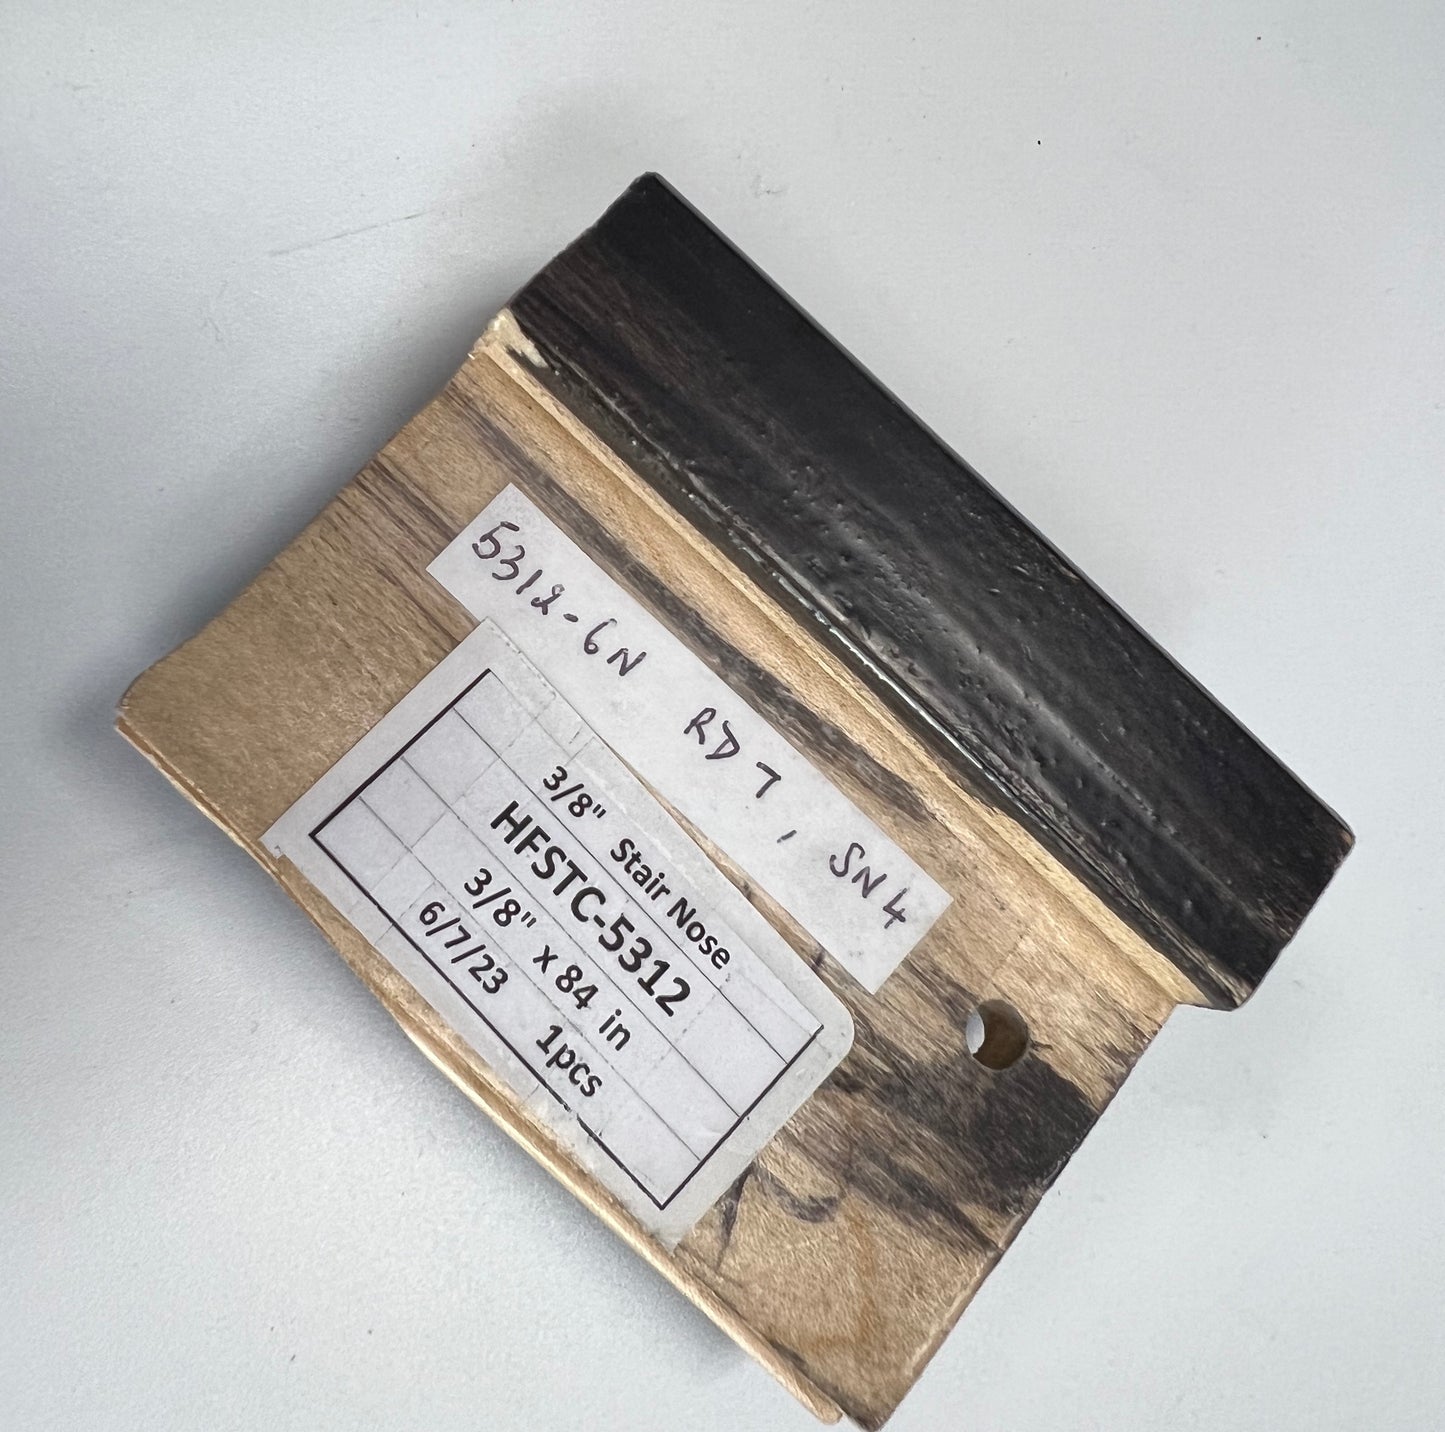 5312-6N RD7, SN4
3/8" Stair Nose
HFSTC-5312
3/8" x 84 in
6/7/23 1pcs